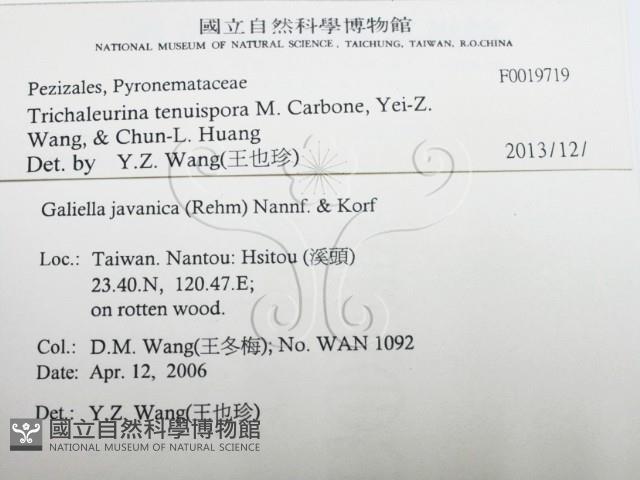 國立自然科學博物館
NATIONAL MUSEUM OF NATURAL SCIENCE, TAICHUNG, TAIWAN, R.O.CHINA
Pezizales, Pyronemataceae F0019719
Trichaleurina tenuispora M. Carbone, Yei-Z.
Wang, & Chun-L. Huang
Det. by Y.Z. Wang(王也珍) 2013/12/
Galiella javanica (Rehm) Nannf. & Korf
Loc.: Taiwan. Nantou: Hsitou (溪頭)
23.40.N, 120.47.E;
on rotten wood.
Col.: D.M. Wang(王冬梅); No. WAN 1092
Date: Apr. 12, 2006
Det.: Y.Z. Wang(王也珍)
國立自然科學博物館
NATIONAL MUSEUM OF NATURAL SCIENCE